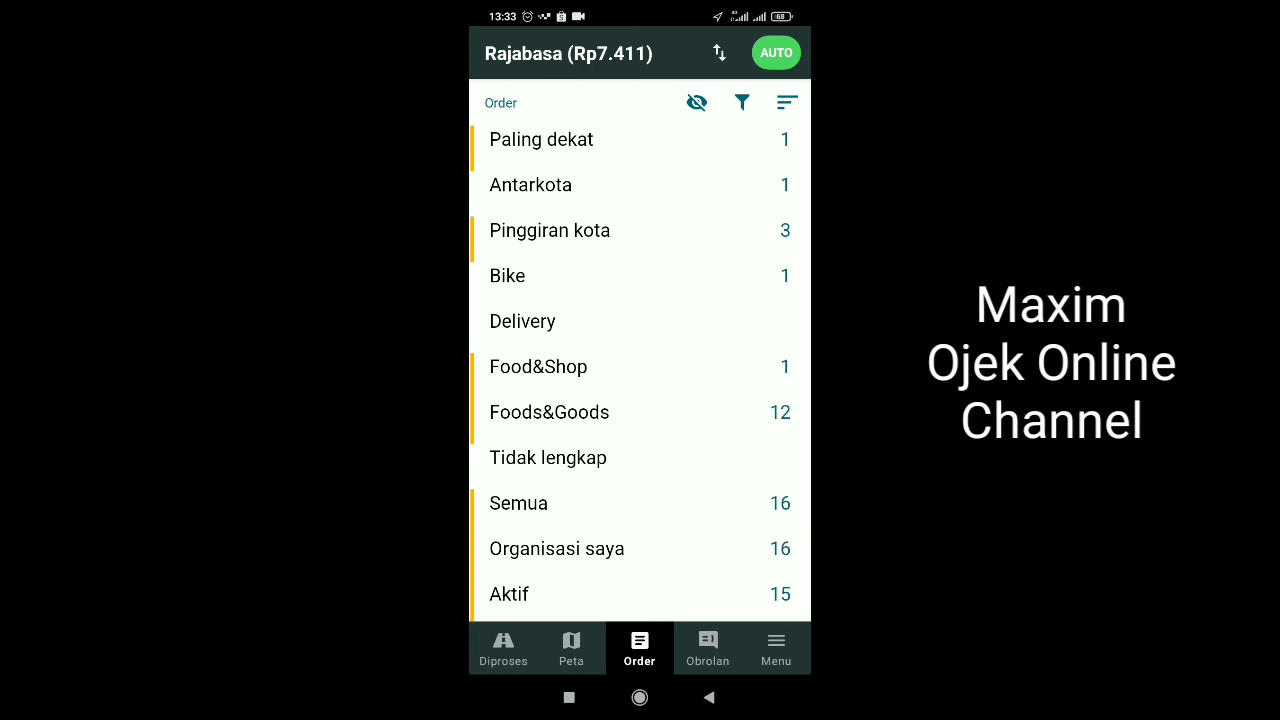 13:33
68
Rajabasa (Rp7.411)
AUTO
Order
Paling dekat 1
Antarkota 1
Pinggiran kota 3
Bike 1
Delivery
Food&Shop 1
Foods&Goods 12
Tidak lengkap
Semua 16
Organisasi saya 16
Aktif 15
Diproses Peta Order Obrolan Menu
Maxim
Ojek Online
Channel